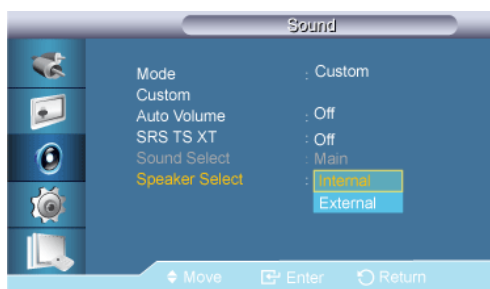 Sound
Mode : Custom
Custom
Auto Volume : Off
SRS TS XT : Off
Sound Select : Main
Speaker Select : Internal
External
Move Enter Return